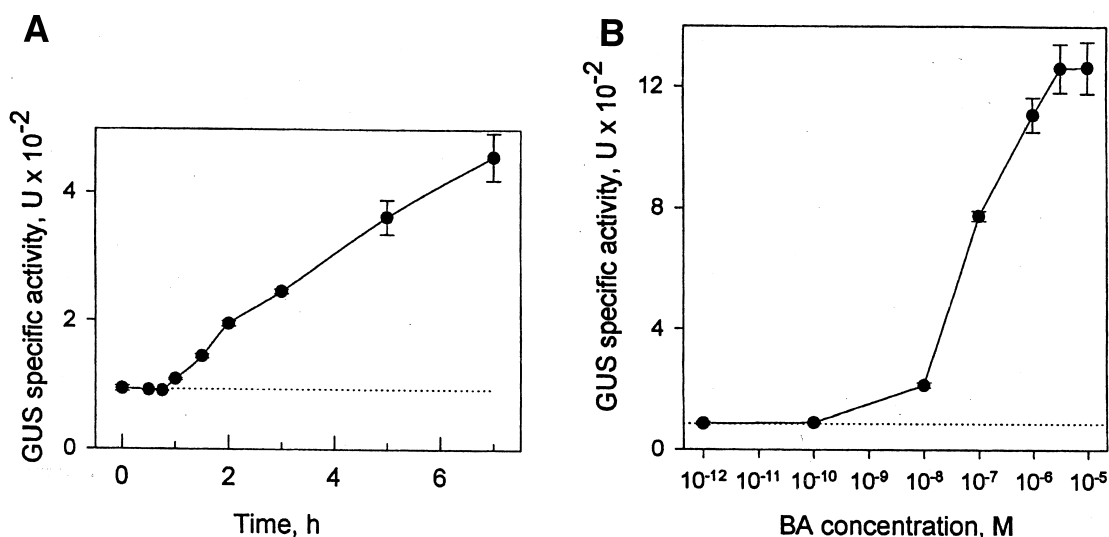 A
GUS specific activity, U x 10⁻²
4
2
0
0 2 4 6
Time, h
B
GUS specific activity, U x 10⁻²
12
8
4
0
10⁻¹² 10⁻¹¹ 10⁻¹⁰ 10⁻⁹ 10⁻⁸ 10⁻⁷ 10⁻⁶ 10⁻⁵
BA concentration, M